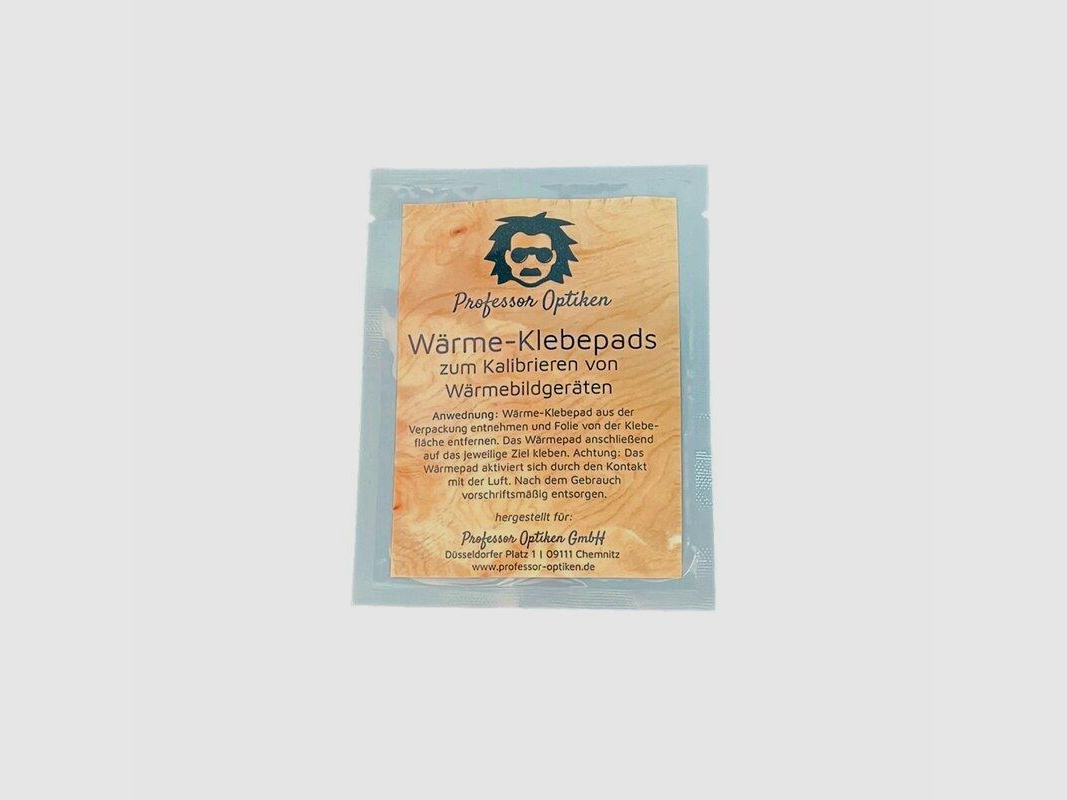 Professor Optiken
Wärme-Klebepads
zum Kalibrieren von
Wärmebildgeräten
Anwednung: Wärme-Klebepad aus der
Verpackung entnehmen und Folie von der Klebe-
fläche entfernen. Das Wärmepad anschließend
auf das jeweilige Ziel kleben. Achtung: Das
Wärmepad aktiviert sich durch den Kontakt
mit der Luft. Nach dem Gebrauch
vorschriftsmäßig entsorgen.
hergestellt für:
Professor Optiken GmbH
Düsseldorfer Platz 1 | 09111 Chemnitz
www.professor-optiken.de